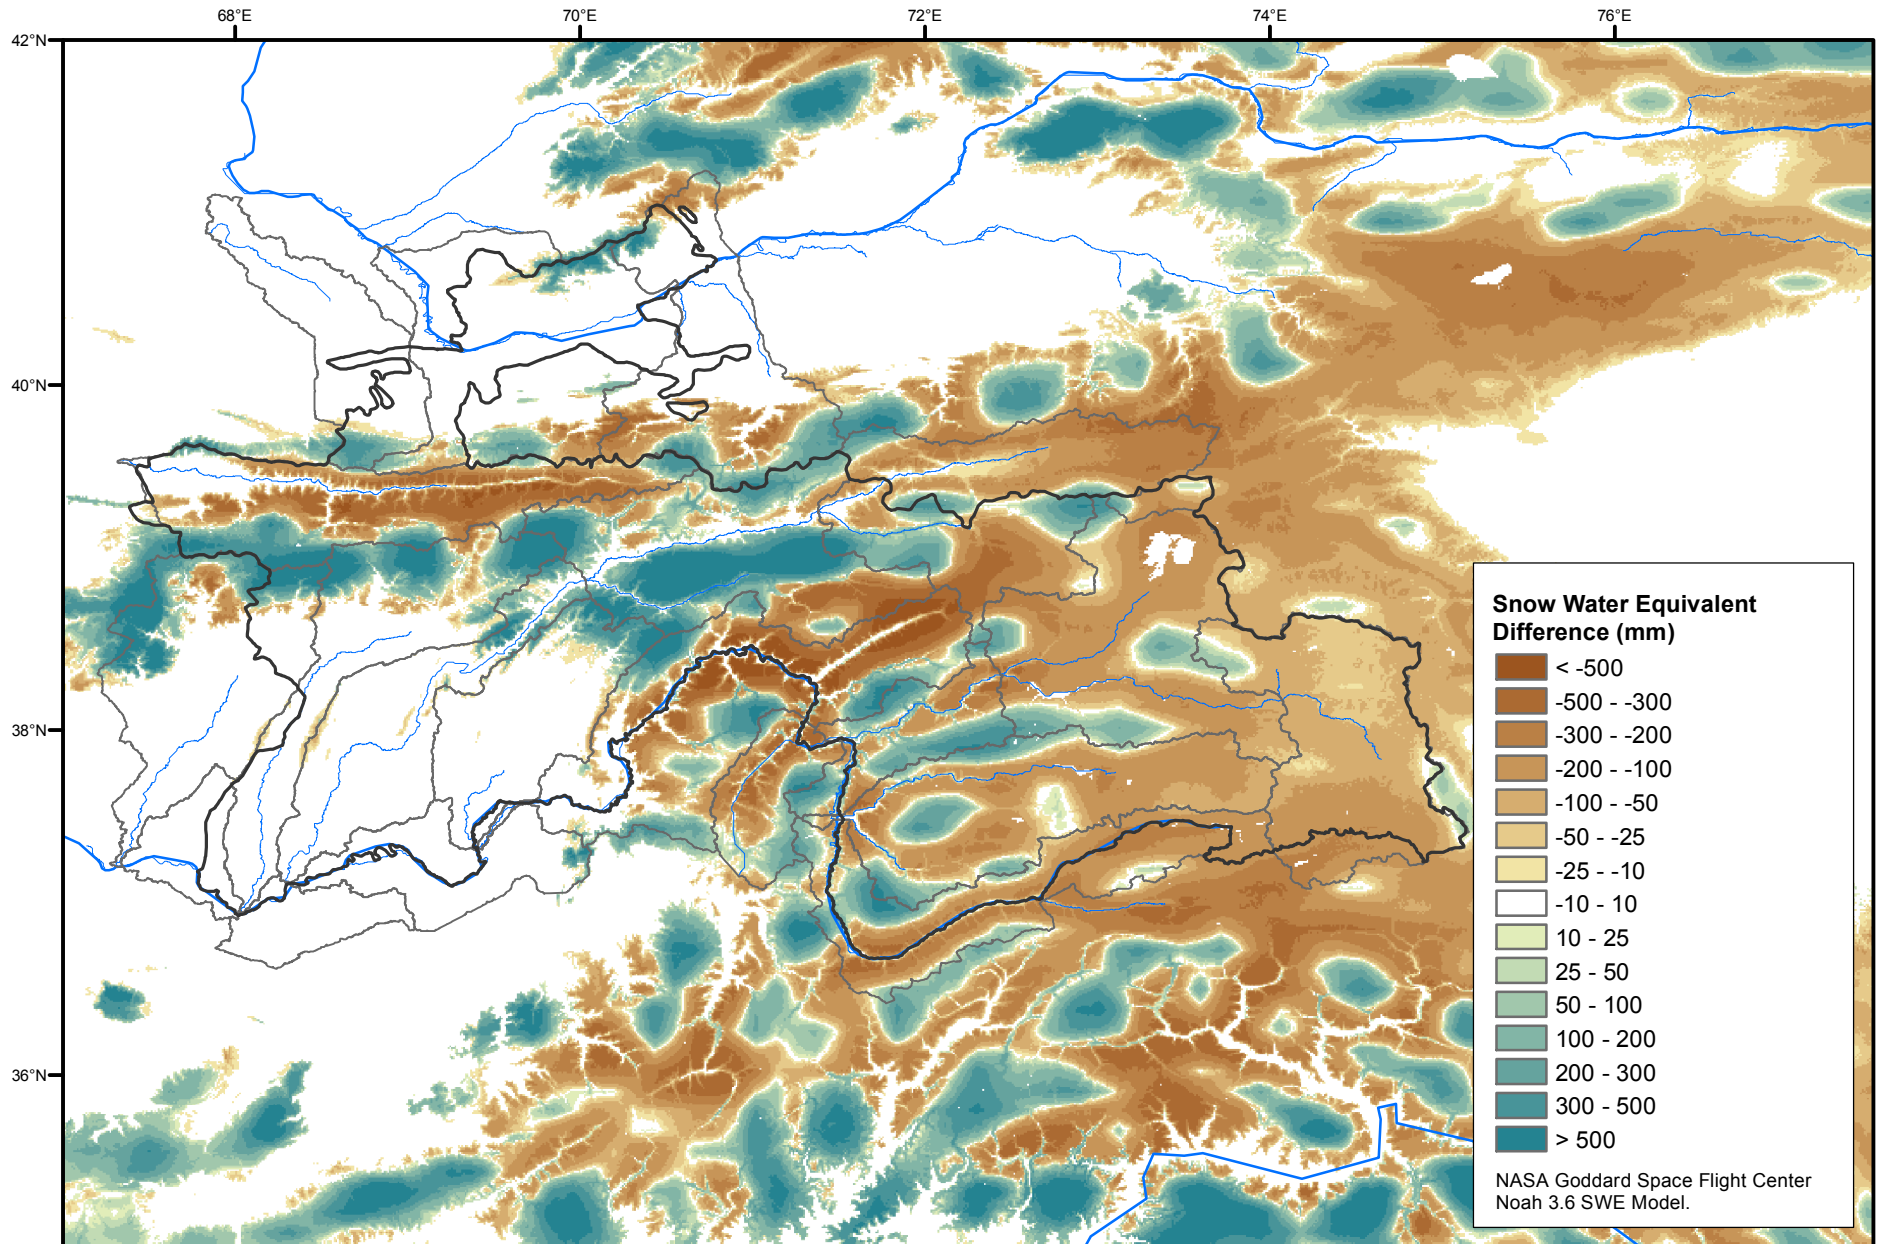 68°E
70°E
72°E
74°E
76°E
42°N
40°N
38°N
36°N
Snow Water Equivalent
Difference (mm)
< -500
-500 - -300
-300 - -200
-200 - -100
-100 - -50
-50 - -25
-25 - -10
-10 - 10
10 - 25
25 - 50
50 - 100
100 - 200
200 - 300
300 - 500
> 500
NASA Goddard Space Flight Center
Noah 3.6 SWE Model.